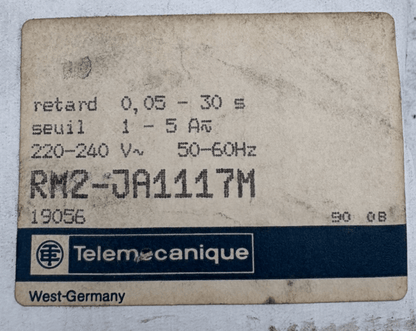 retard 0,05 - 30 s
seuil 1 - 5 A≂
220-240 V~ 50-60Hz
RM2-JA1117M
19056 90 08
Telemecanique
West-Germany